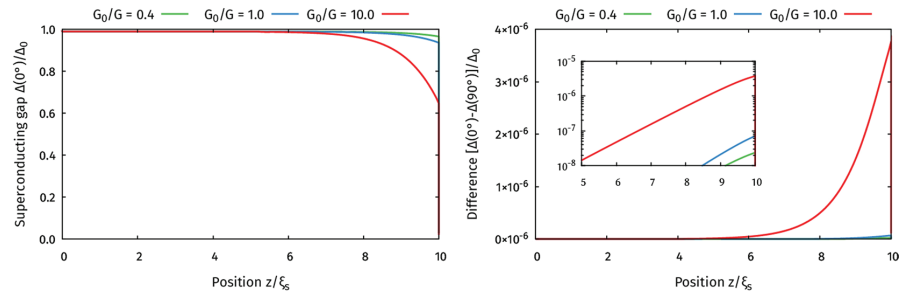 G₀/G = 0.4 G₀/G = 1.0 G₀/G = 10.0
Superconducting gap Δ(0°)/Δ₀
1.0
0.8
0.6
0.4
0.2
0.0
0 2 4 6 8 10
Position z/ξₛ
G₀/G = 0.4 G₀/G = 1.0 G₀/G = 10.0
Difference [Δ(0°)-Δ(90°)]/Δ₀
4×10⁻⁶
3×10⁻⁶
2×10⁻⁶
1×10⁻⁶
0×10⁻⁶
10⁻⁵
10⁻⁶
10⁻⁷
10⁻⁸
5 6 7 8 9 10
0 2 4 6 8 10
Position z/ξₛ